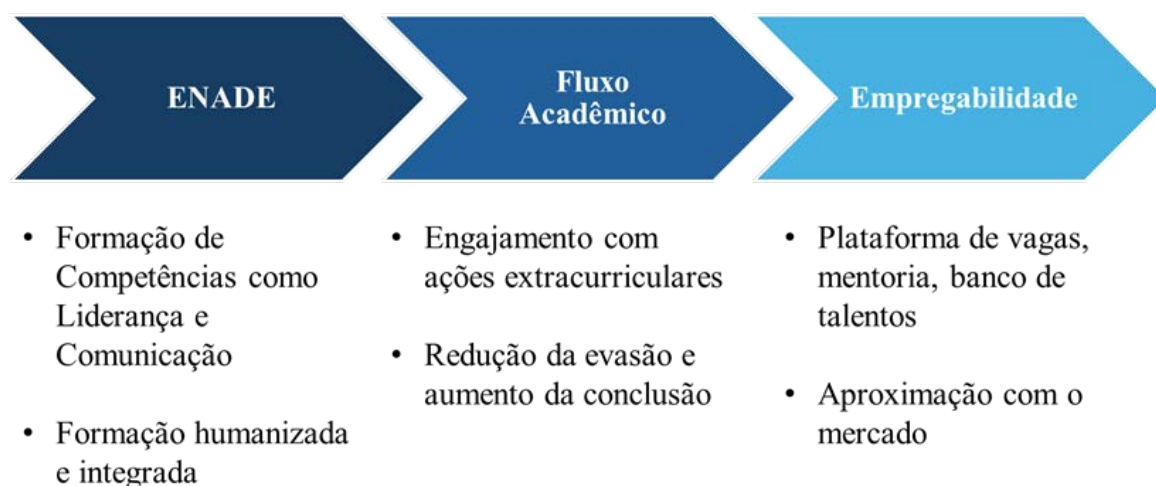 ENADE
Fluxo
Acadêmico
Empregabilidade
• Formação de
Competências como
Liderança e
Comunicação
• Formação humanizada
e integrada
• Engajamento com
ações extracurriculares
• Redução da evasão e
aumento da conclusão
• Plataforma de vagas,
mentoria, banco de
talentos
• Aproximação com o
mercado